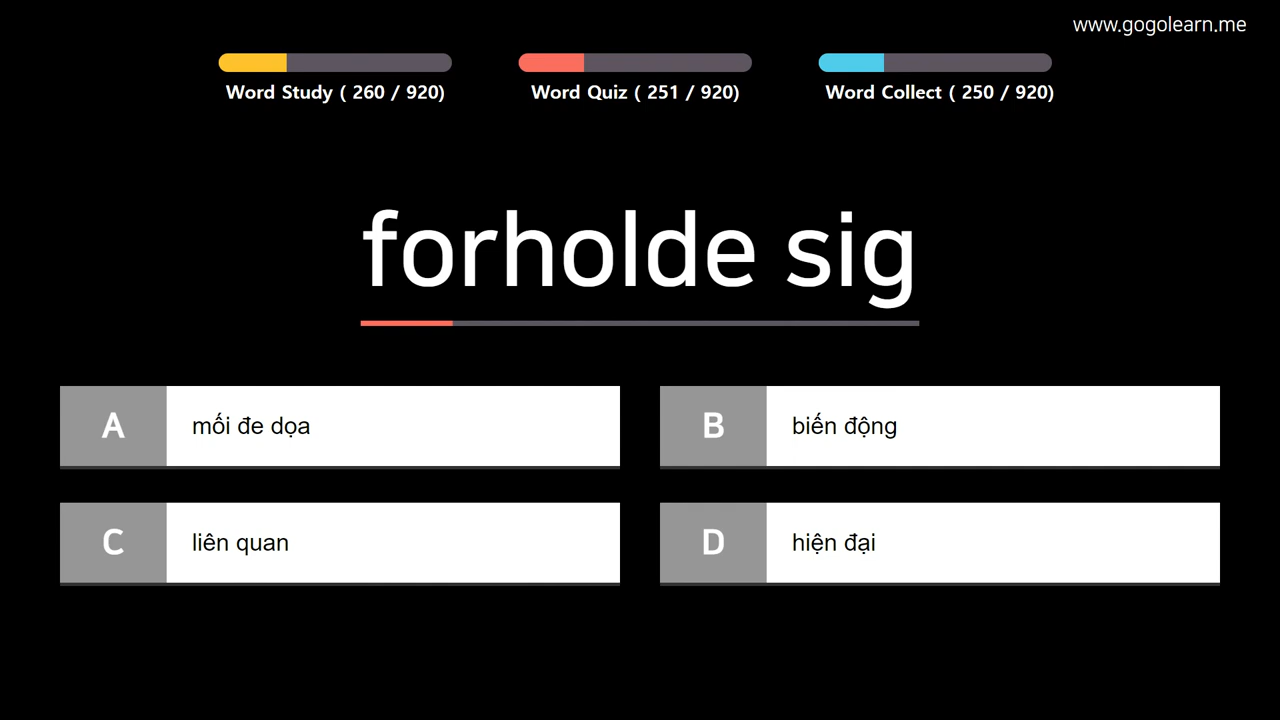 www.gogolearn.me
Word Study ( 260 / 920)
Word Quiz ( 251 / 920)
Word Collect ( 250 / 920)
forholde sig
A mối đe dọa
B biến động
C liên quan
D hiện đại